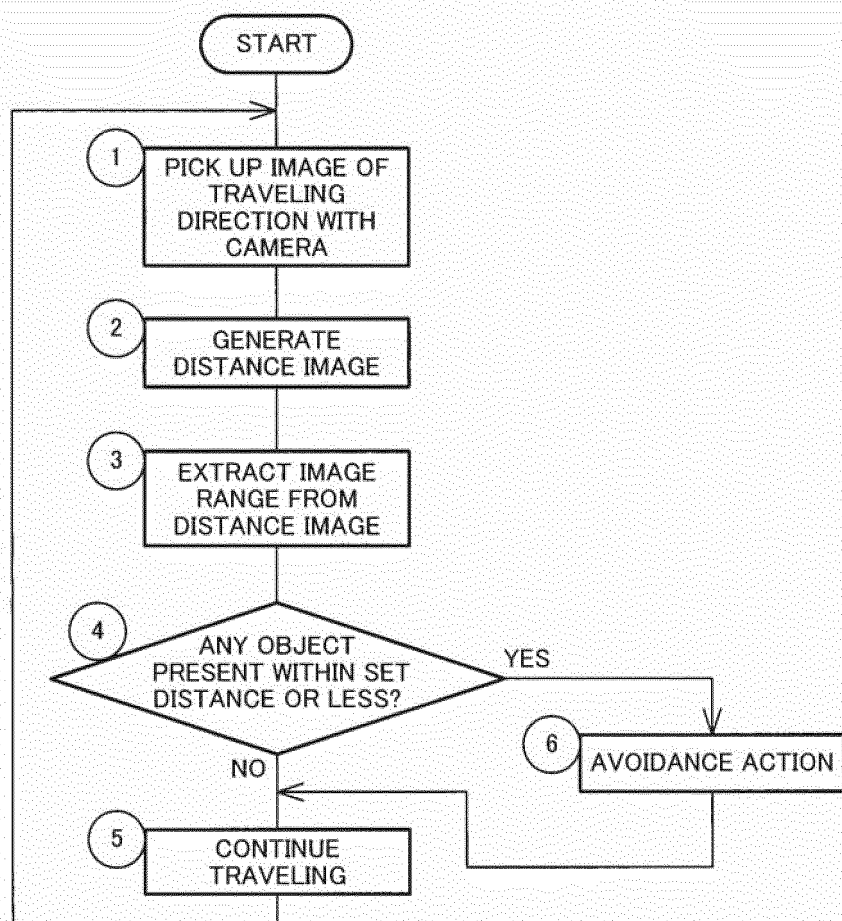 START
1
PICK UP IMAGE OF
TRAVELING
DIRECTION WITH
CAMERA
2
GENERATE
DISTANCE IMAGE
3
EXTRACT IMAGE
RANGE FROM
DISTANCE IMAGE
4
ANY OBJECT
PRESENT WITHIN SET
DISTANCE OR LESS?
YES
6
AVOIDANCE ACTION
NO
5
CONTINUE
TRAVELING